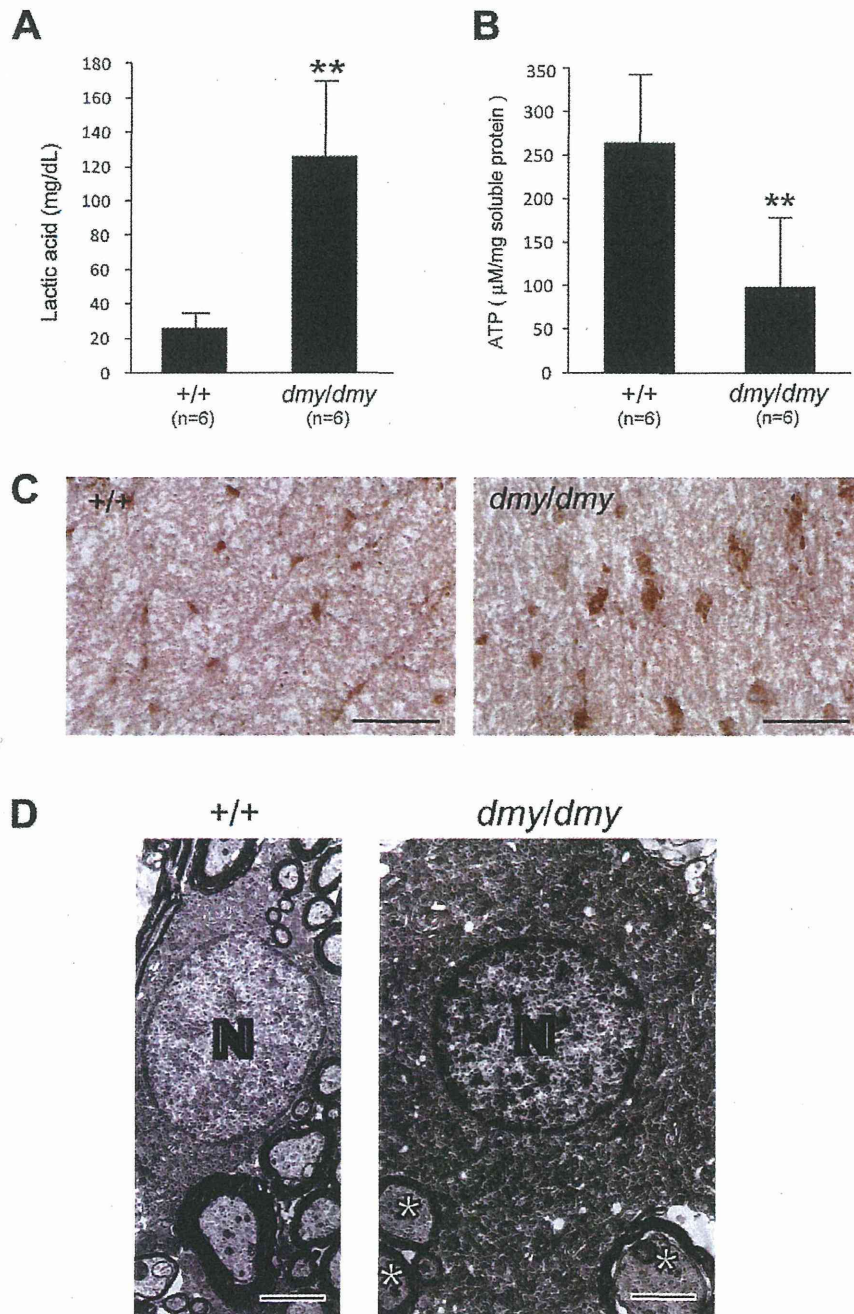 A
Lactic acid (mg/dL)
180
160
140
120
100
80
60
40
20
0
**
+/+
(n=6)
dmy/dmy
(n=6)
B
ATP ( μM/mg soluble protein )
350
300
250
200
150
100
50
0
**
+/+
(n=6)
dmy/dmy
(n=6)
C
+/+
dmy/dmy
D
+/+
dmy/dmy
N
N
*
*
*